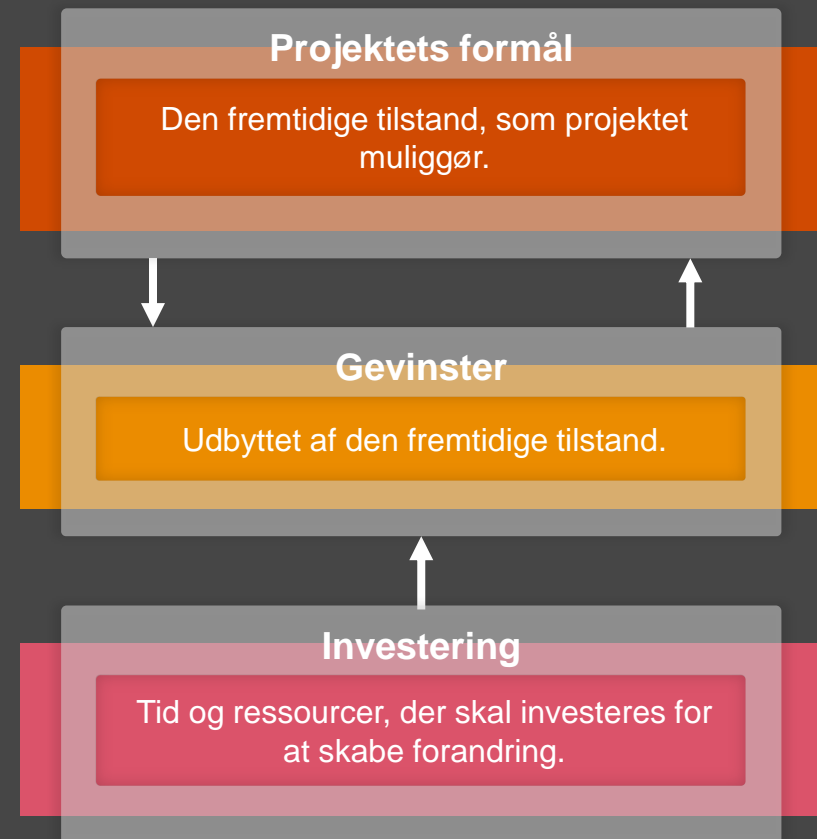 Projektets formål
Den fremtidige tilstand, som projektet
muliggør.
Gevinster
Udbyttet af den fremtidige tilstand.
Investering
Tid og ressourcer, der skal investeres for
at skabe forandring.